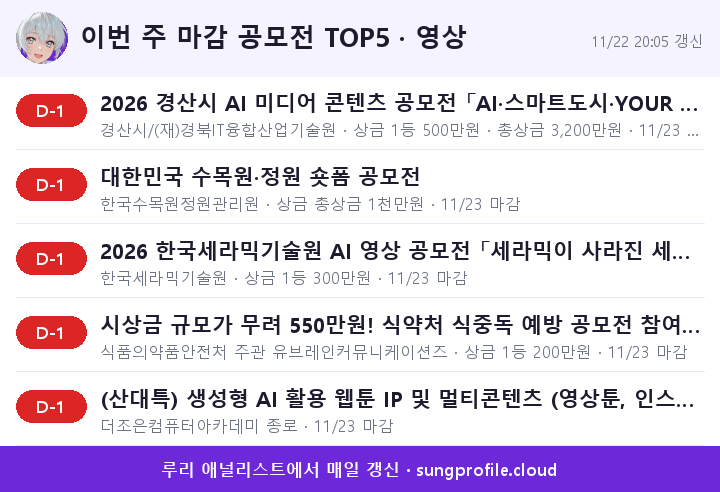 이번 주 마감 공모전 TOP5 · 영상
11/22 20:05 갱신
D-1
2026 경산시 AI 미디어 콘텐츠 공모전 「AI·스마트도시·YOUR ...
경산시/(재)경북IT융합산업기술원 · 상금 1등 500만원 · 총상금 3,200만원 · 11/23 ...
D-1
대한민국 수목원·정원 숏폼 공모전
한국수목원정원관리원 · 상금 총상금 1천만원 · 11/23 마감
D-1
2026 한국세라믹기술원 AI 영상 공모전 「세라믹이 사라진 세...
한국세라믹기술원 · 상금 1등 300만원 · 11/23 마감
D-1
시상금 규모가 무려 550만원! 식약처 식중독 예방 공모전 참여...
식품의약품안전처 주관 유브레인커뮤니케이션즈 · 상금 1등 200만원 · 11/23 마감
D-1
(산대특) 생성형 AI 활용 웹툰 IP 및 멀티콘텐츠 (영상툰, 인스...
더조은컴퓨터아카데미 종로 · 11/23 마감
루리 애널리스트에서 매일 갱신 · sungprofile.cloud